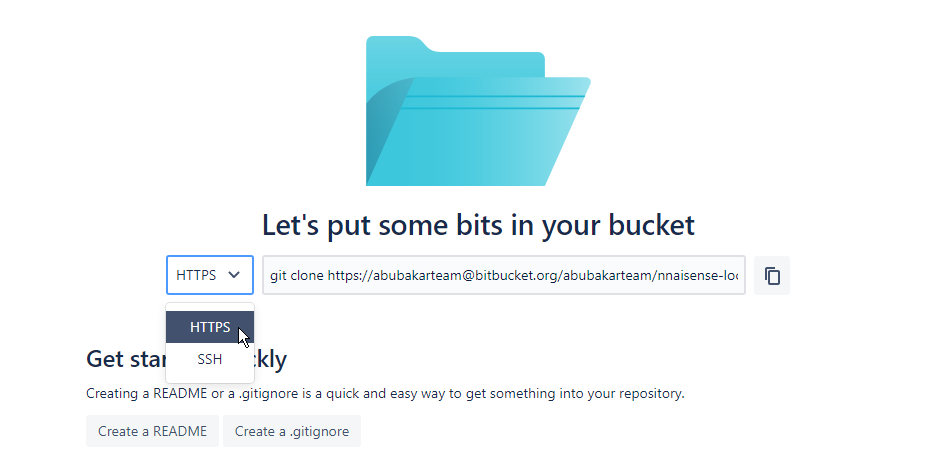 Let's put some bits in your bucket
HTTPS
git clone https://abubakarteam@bitbucket.org/abubakarteam/nnaisense-loc
HTTPS
SSH
Get star ckly
Creating a README or a .gitignore is a quick and easy way to get something into your repository.
Create a README Create a .gitignore